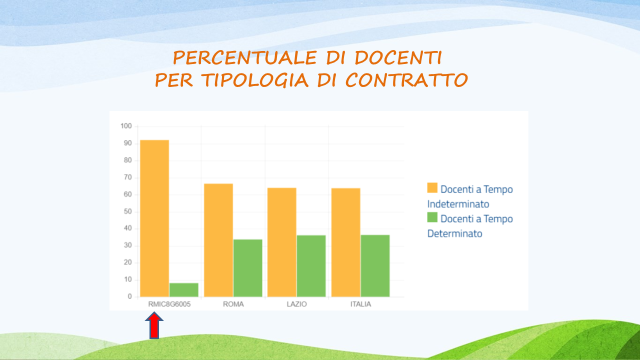 PERCENTUALE DI DOCENTI
PER TIPOLOGIA DI CONTRATTO
100
90
80
70
60
50
40
30
20
10
0
RMIC8G6005 ROMA LAZIO ITALIA
Docenti a Tempo
Indeterminato
Docenti a Tempo
Determinato